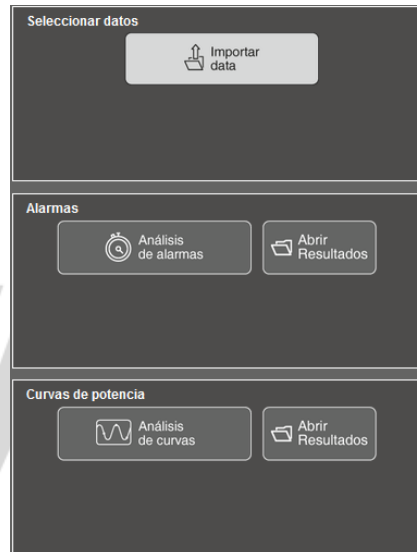 Seleccionar datos
Importar
data
Alarmas
Análisis
de alarmas
Abrir
Resultados
Curvas de potencia
Análisis
de curvas
Abrir
Resultados